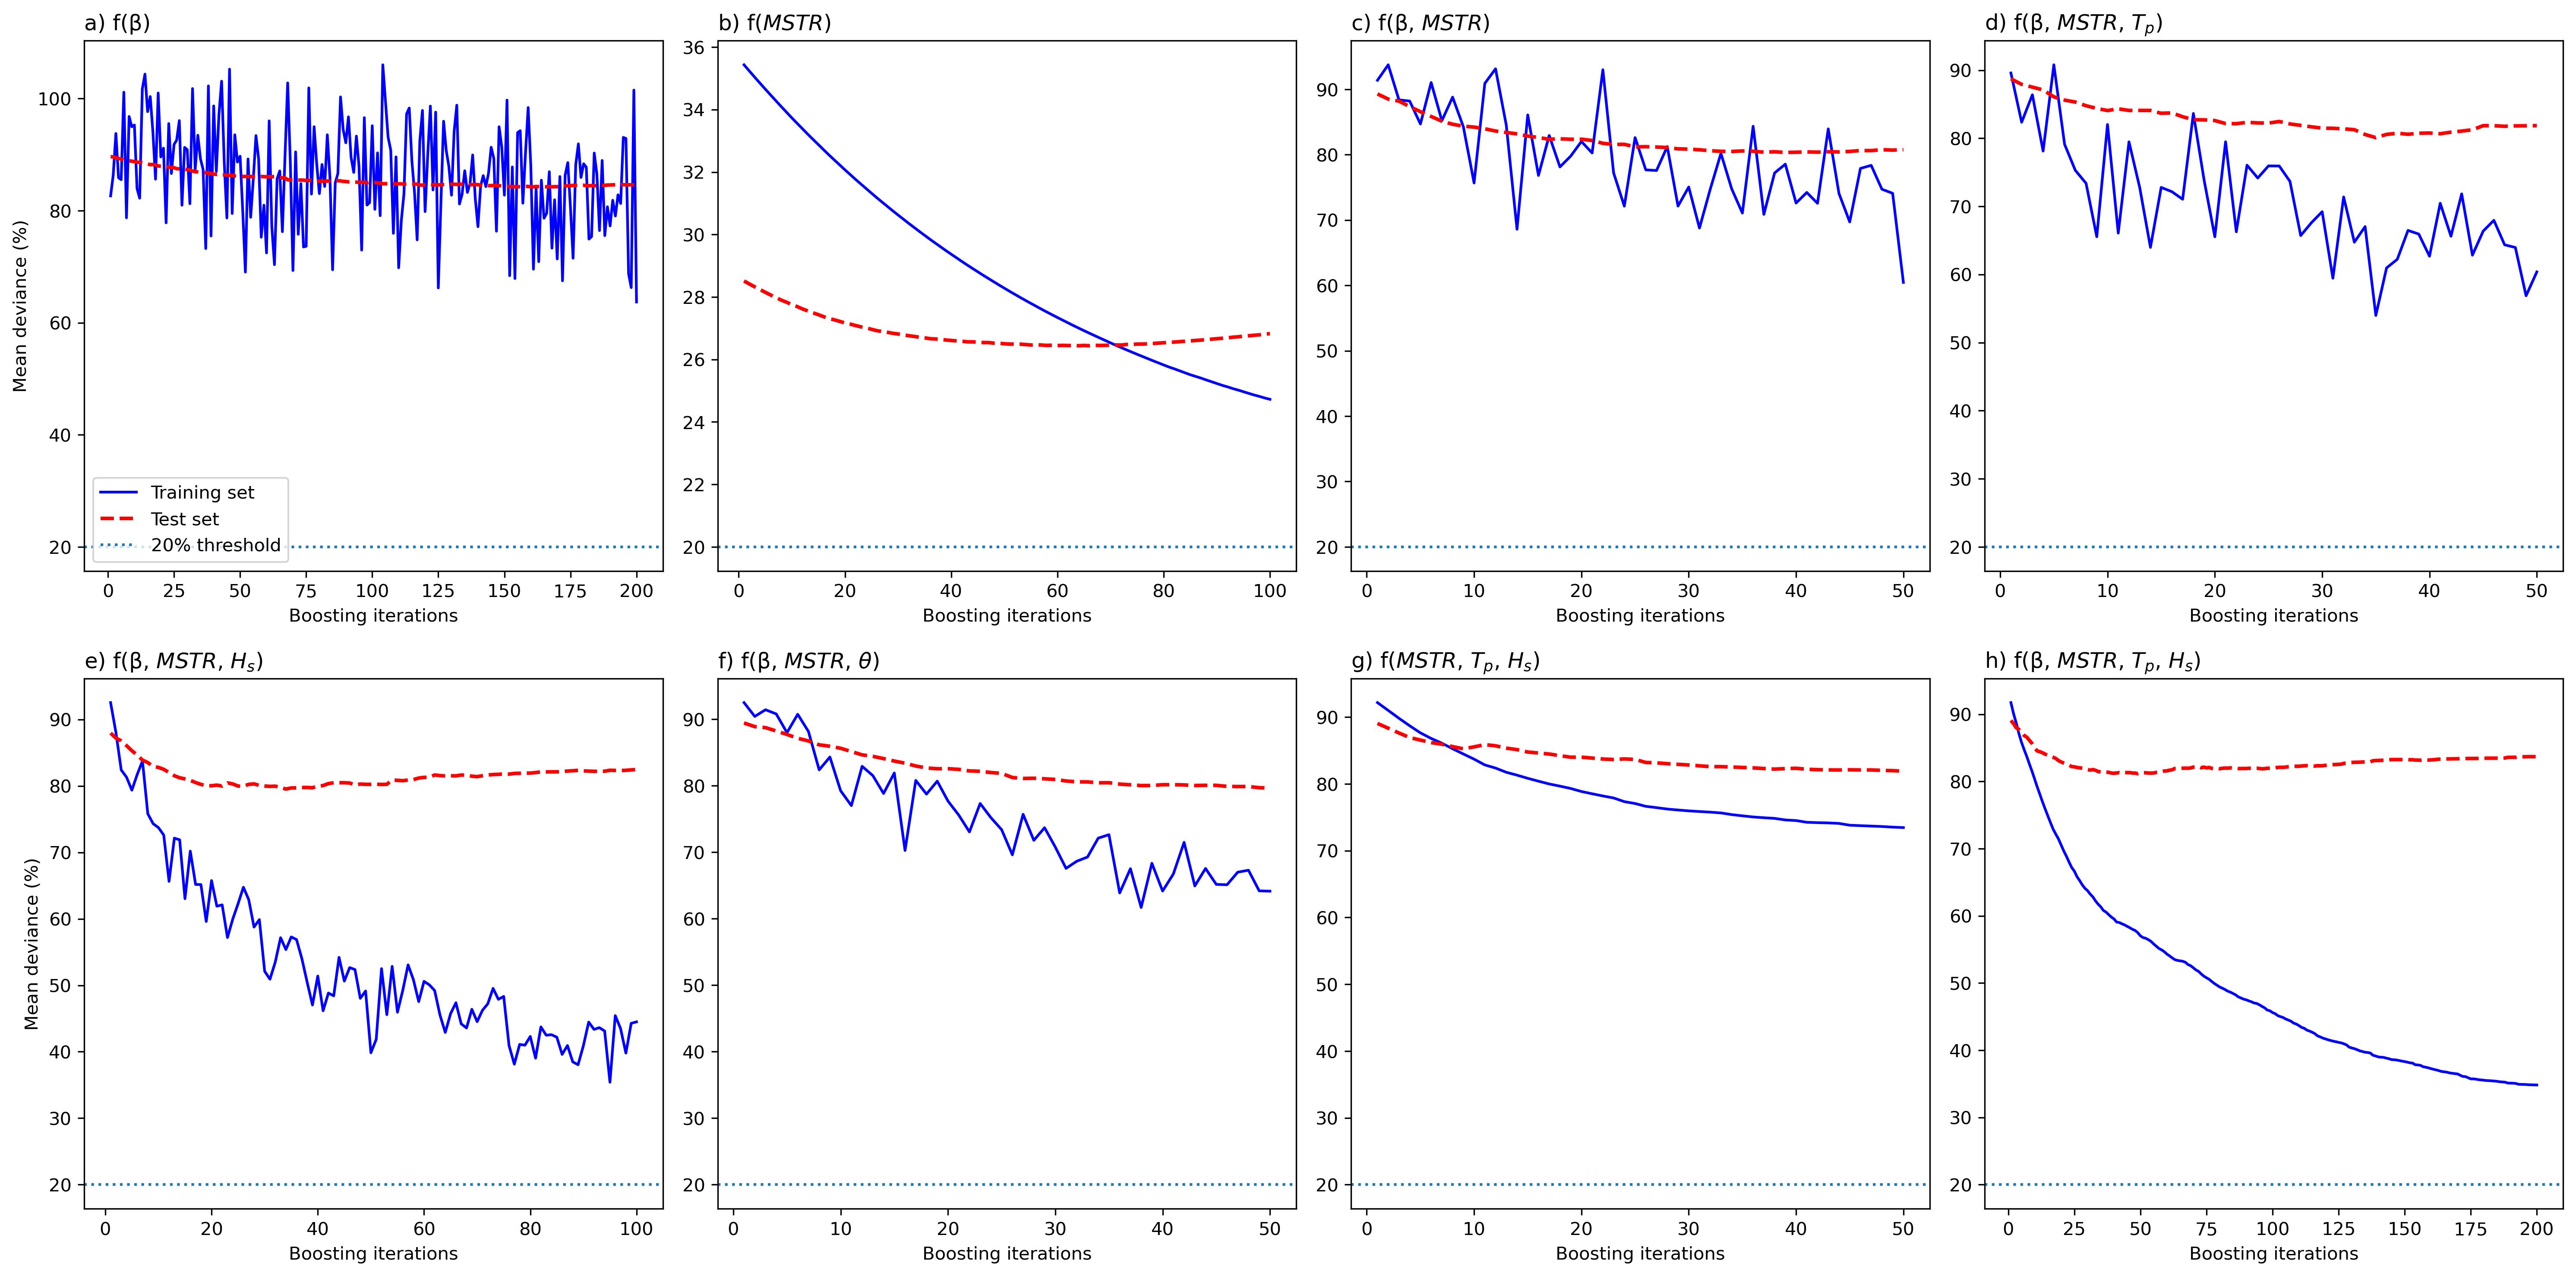 a) f(β)
Mean deviance (%)
100
80
60
40
20
Training set
Test set
20% threshold
0 25 50 75 100 125 150 175 200
Boosting iterations
b) f(MSTR)
36
34
32
30
28
26
24
22
20
0 20 40 60 80 100
Boosting iterations
c) f(β, MSTR)
90
80
70
60
50
40
30
20
0 10 20 30 40 50
Boosting iterations
d) f(β, MSTR, Tp)
90
80
70
60
50
40
30
20
0 10 20 30 40 50
Boosting iterations
e) f(β, MSTR, Hs)
Mean deviance (%)
90
80
70
60
50
40
30
20
0 20 40 60 80 100
Boosting iterations
f) f(β, MSTR, θ)
90
80
70
60
50
40
30
20
0 10 20 30 40 50
Boosting iterations
g) f(MSTR, Tp, Hs)
90
80
70
60
50
40
30
20
0 10 20 30 40 50
Boosting iterations
h) f(β, MSTR, Tp, Hs)
90
80
70
60
50
40
30
20
0 25 50 75 100 125 150 175 200
Boosting iterations